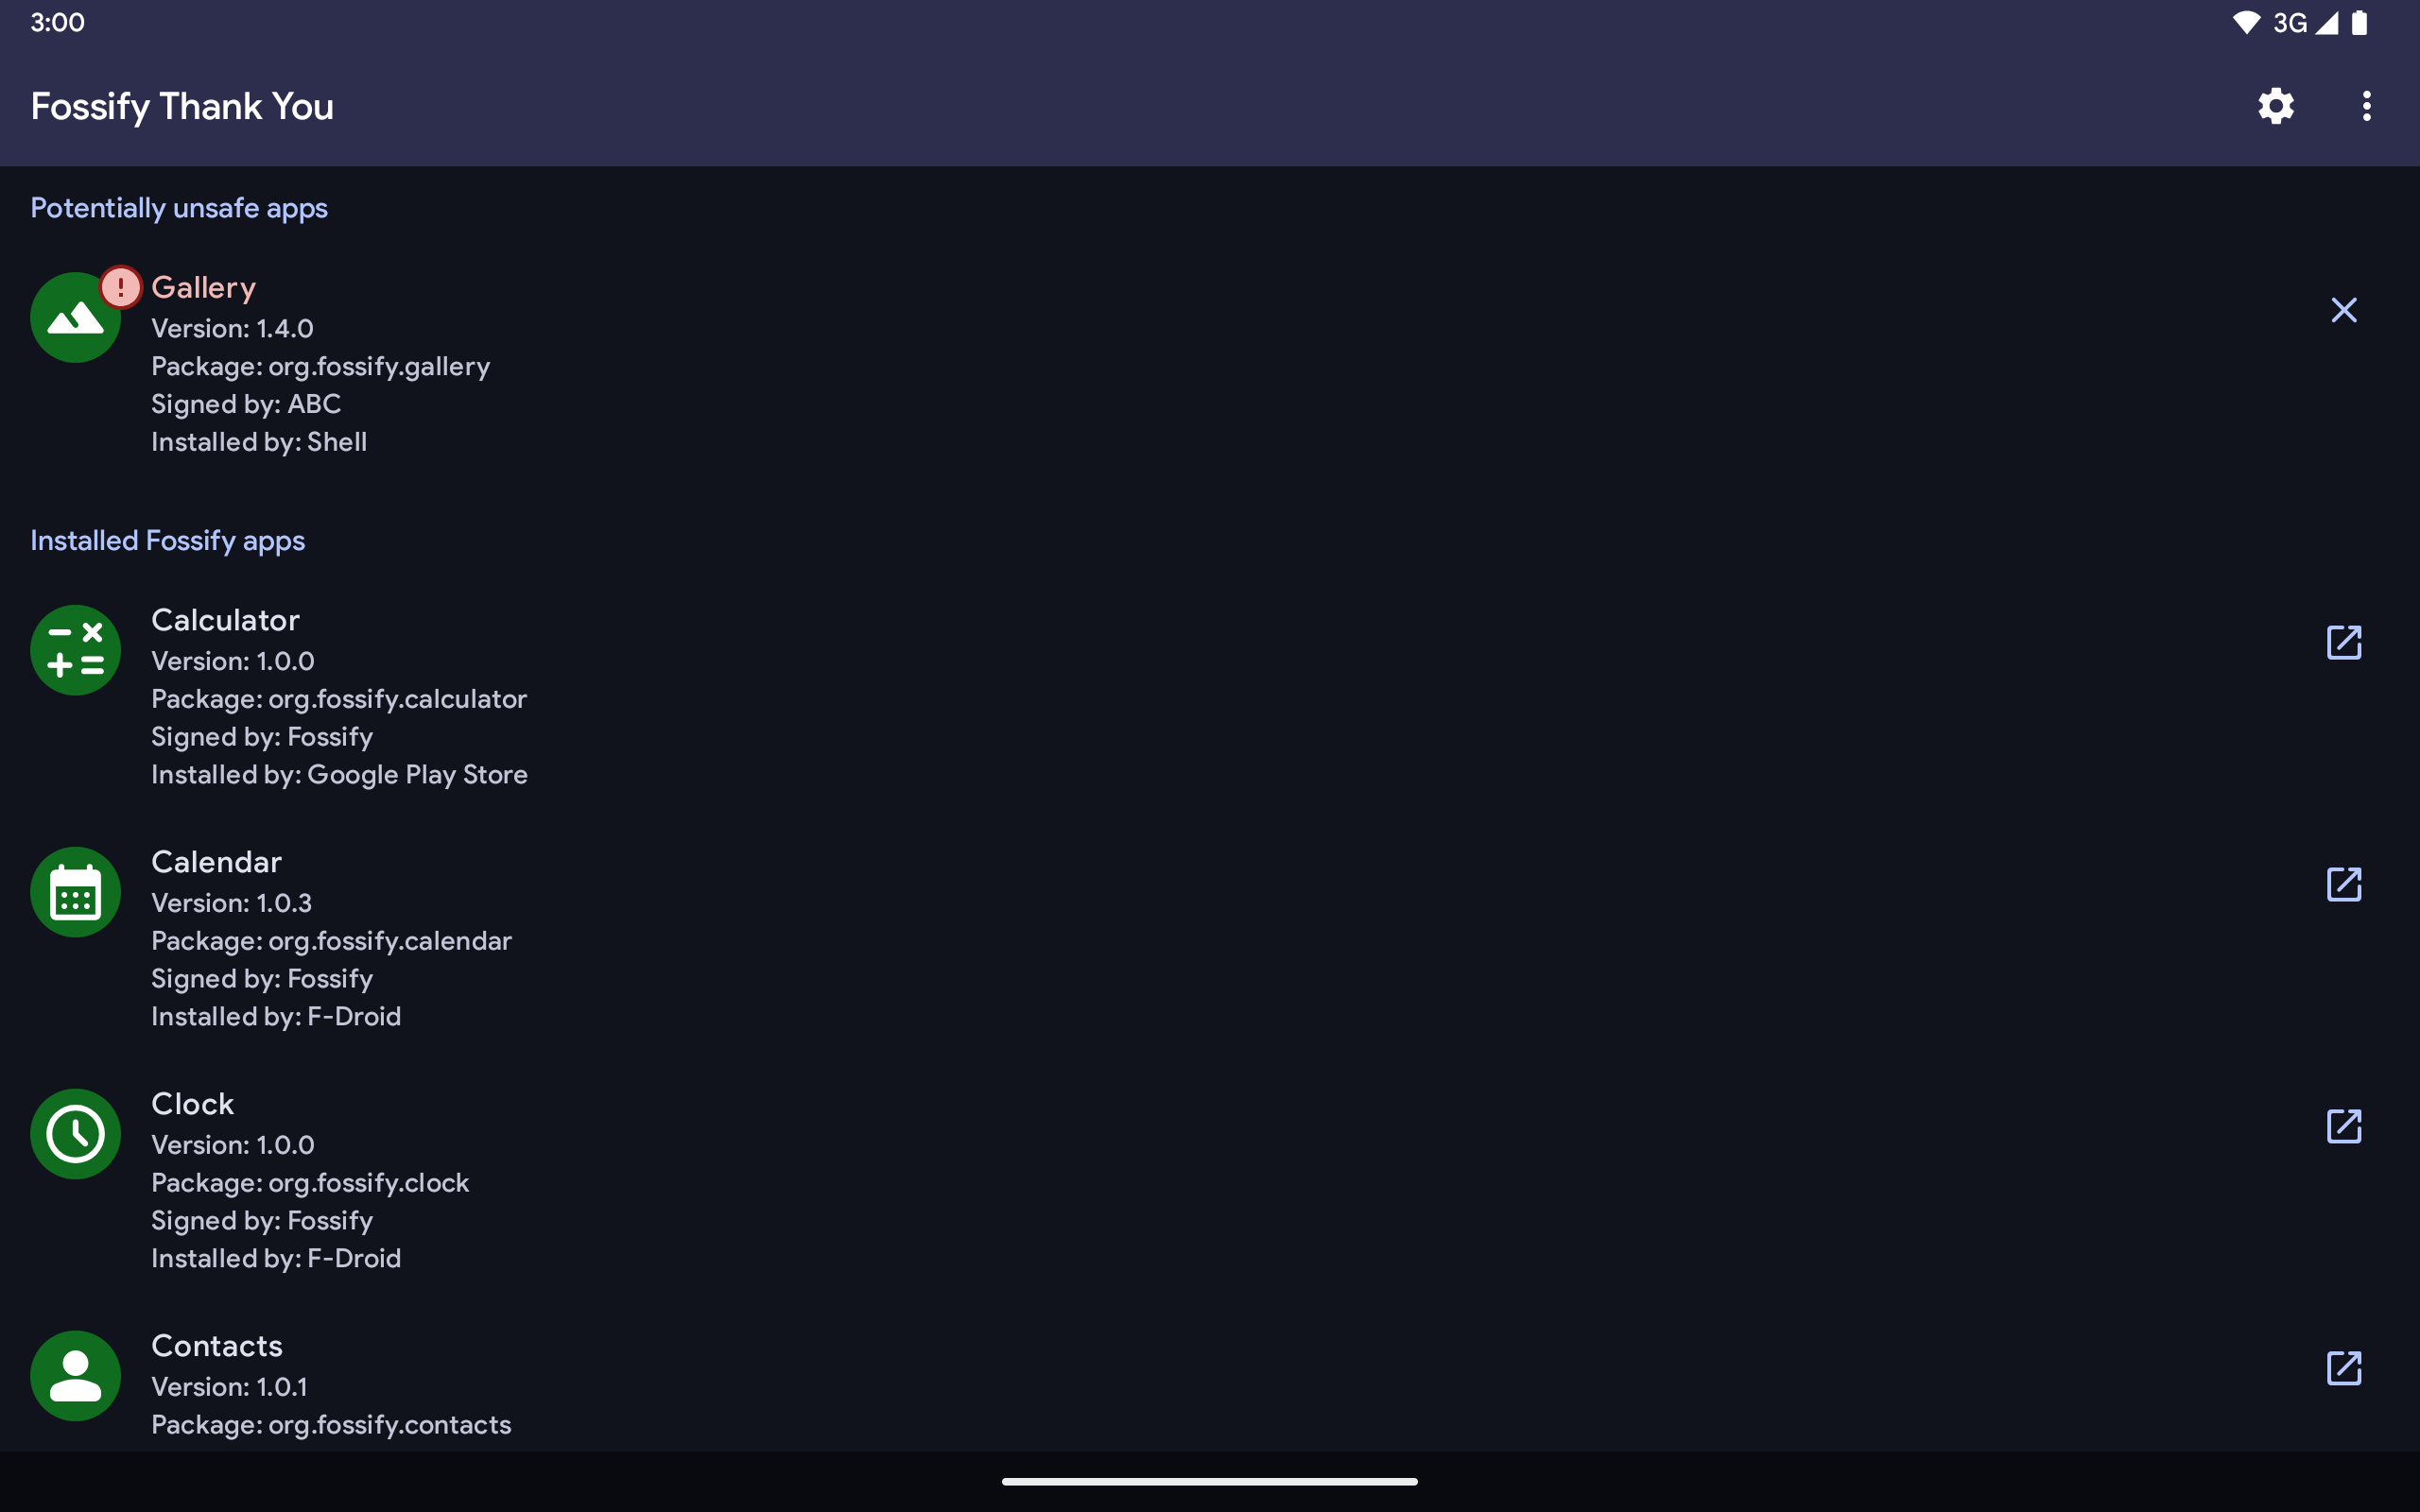 3:00
3G
Fossify Thank You
Potentially unsafe apps
Gallery
Version: 1.4.0
Package: org.fossify.gallery
Signed by: ABC
Installed by: Shell
Installed Fossify apps
Calculator
Version: 1.0.0
Package: org.fossify.calculator
Signed by: Fossify
Installed by: Google Play Store
Calendar
Version: 1.0.3
Package: org.fossify.calendar
Signed by: Fossify
Installed by: F-Droid
Clock
Version: 1.0.0
Package: org.fossify.clock
Signed by: Fossify
Installed by: F-Droid
Contacts
Version: 1.0.1
Package: org.fossify.contacts